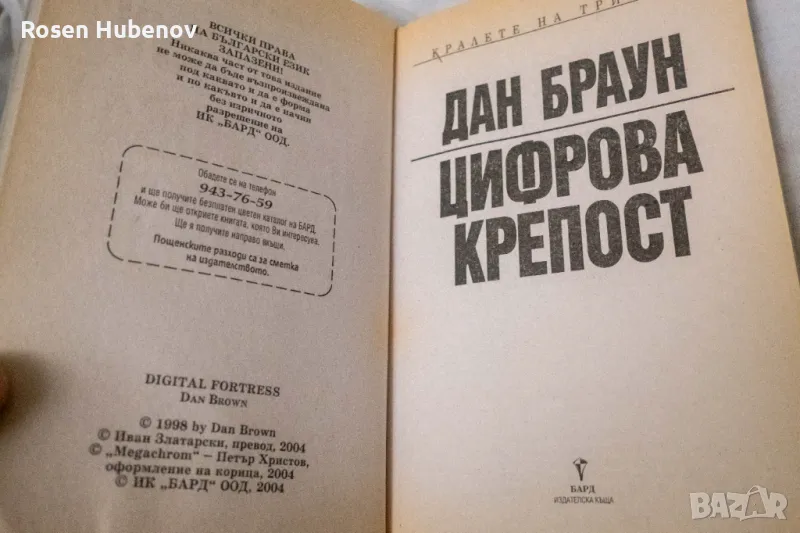 Rosen Hubenov
ВСИЧКИ ПРАВА
НА БЪЛГАРСКИ ЕЗИК
ЗАПАЗЕНИ!
Никаква част от това издание
не може да бъде възпроизвеждана
под каквато и да е форма
и по какъвто и да е начин
без изричното
разрешение на
ИК „БАРД“ ООД.
Обадете се на телефон
943-76-59
и ще получите безплатен цветен каталог на БАРД.
Може би ще откриете книгата, която Ви интересува.
Ще я получите направо вкъщи.
Пощенските разходи са за сметка
на издателството.
DIGITAL FORTRESS
DAN BROWN
© 1998 by Dan Brown
© Иван Златарски, превод, 2004
© „Megachrom“ – Петър Христов,
оформление на корица, 2004
© ИК „БАРД“ ООД, 2004
КРАЛЕТЕ НА ТРИ
ДАН БРАУН
ЦИФРОВА
КРЕПОСТ
БАРД
ИЗДАТЕЛСКА КЪЩА
BAZAR